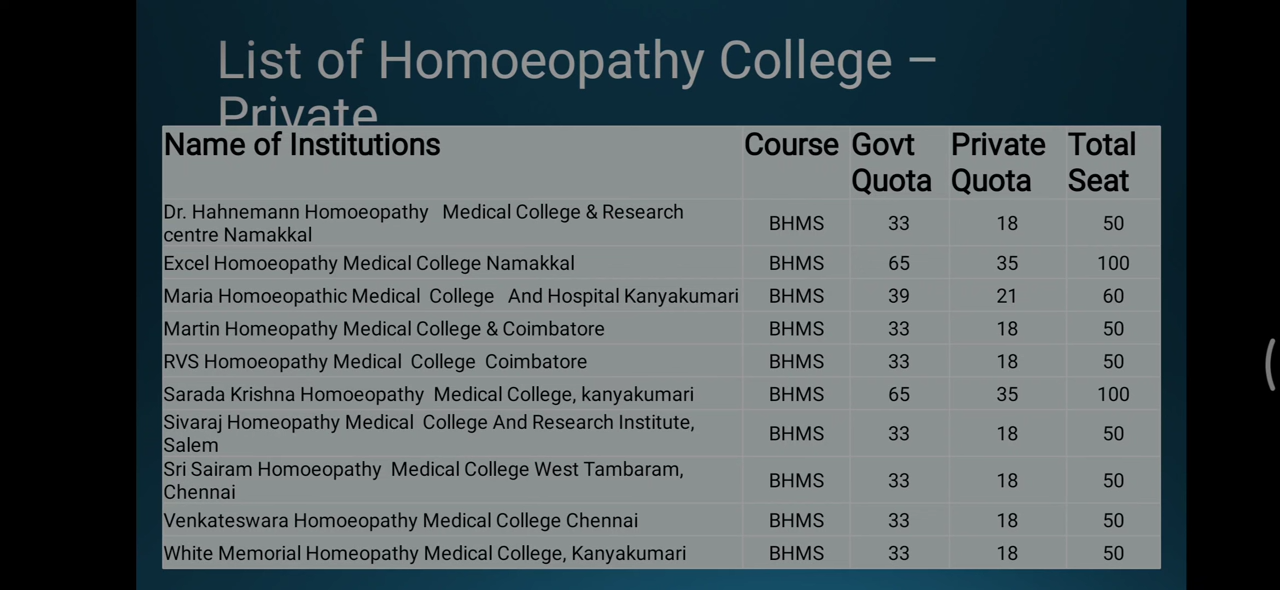 List of Homoeopathy College –
Private
Name of Institutions Course Govt Quota Private Quota Total Seat
Dr. Hahnemann Homoeopathy Medical College & Research centre Namakkal BHMS 33 18 50
Excel Homoeopathy Medical College Namakkal BHMS 65 35 100
Maria Homoeopathic Medical College And Hospital Kanyakumari BHMS 39 21 60
Martin Homeopathy Medical College & Coimbatore BHMS 33 18 50
RVS Homoeopathy Medical College Coimbatore BHMS 33 18 50
Sarada Krishna Homoeopathy Medical College, kanyakumari BHMS 65 35 100
Sivaraj Homeopathy Medical College And Research Institute, Salem BHMS 33 18 50
Sri Sairam Homoeopathy Medical College West Tambaram, Chennai BHMS 33 18 50
Venkateswara Homoeopathy Medical College Chennai BHMS 33 18 50
White Memorial Homeopathy Medical College, Kanyakumari BHMS 33 18 50